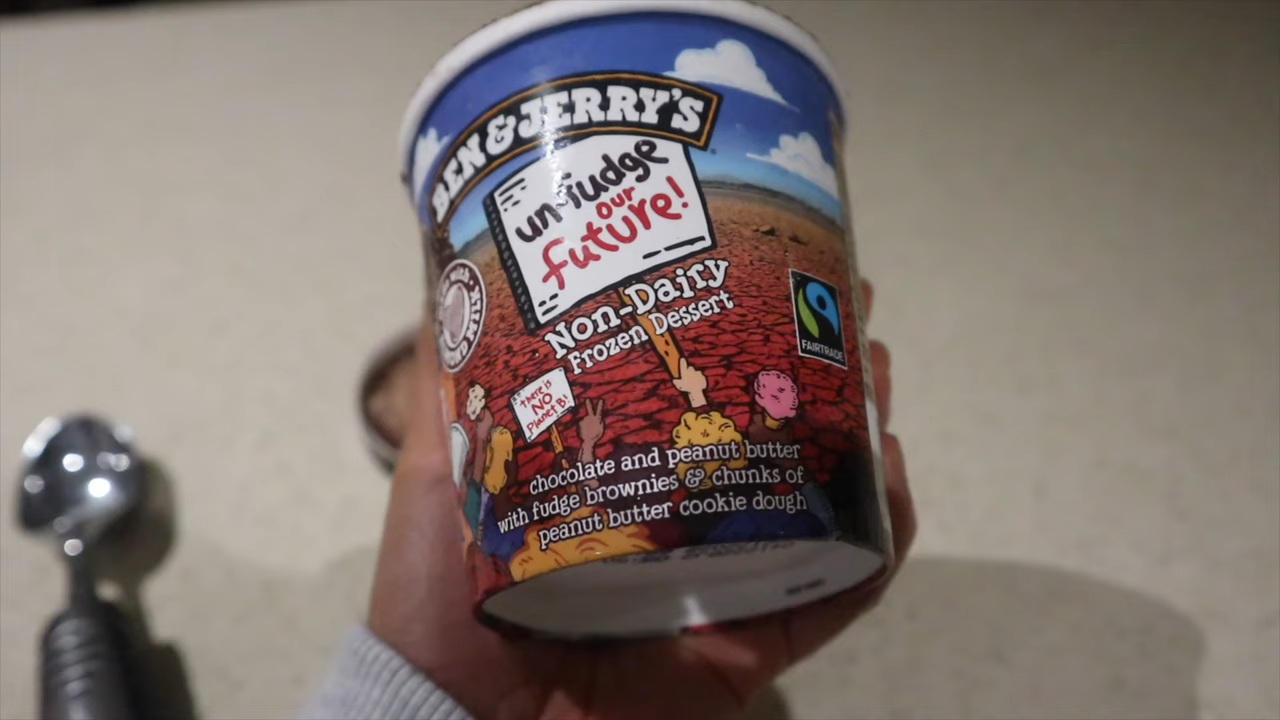 BEN & JERRY'S
un-fudge
our
future!
Non-Dairy
Frozen Dessert
there is
NO
Planet B!
FAIRTRADE
chocolate and peanut butter
with fudge brownies & chunks of
peanut butter cookie dough